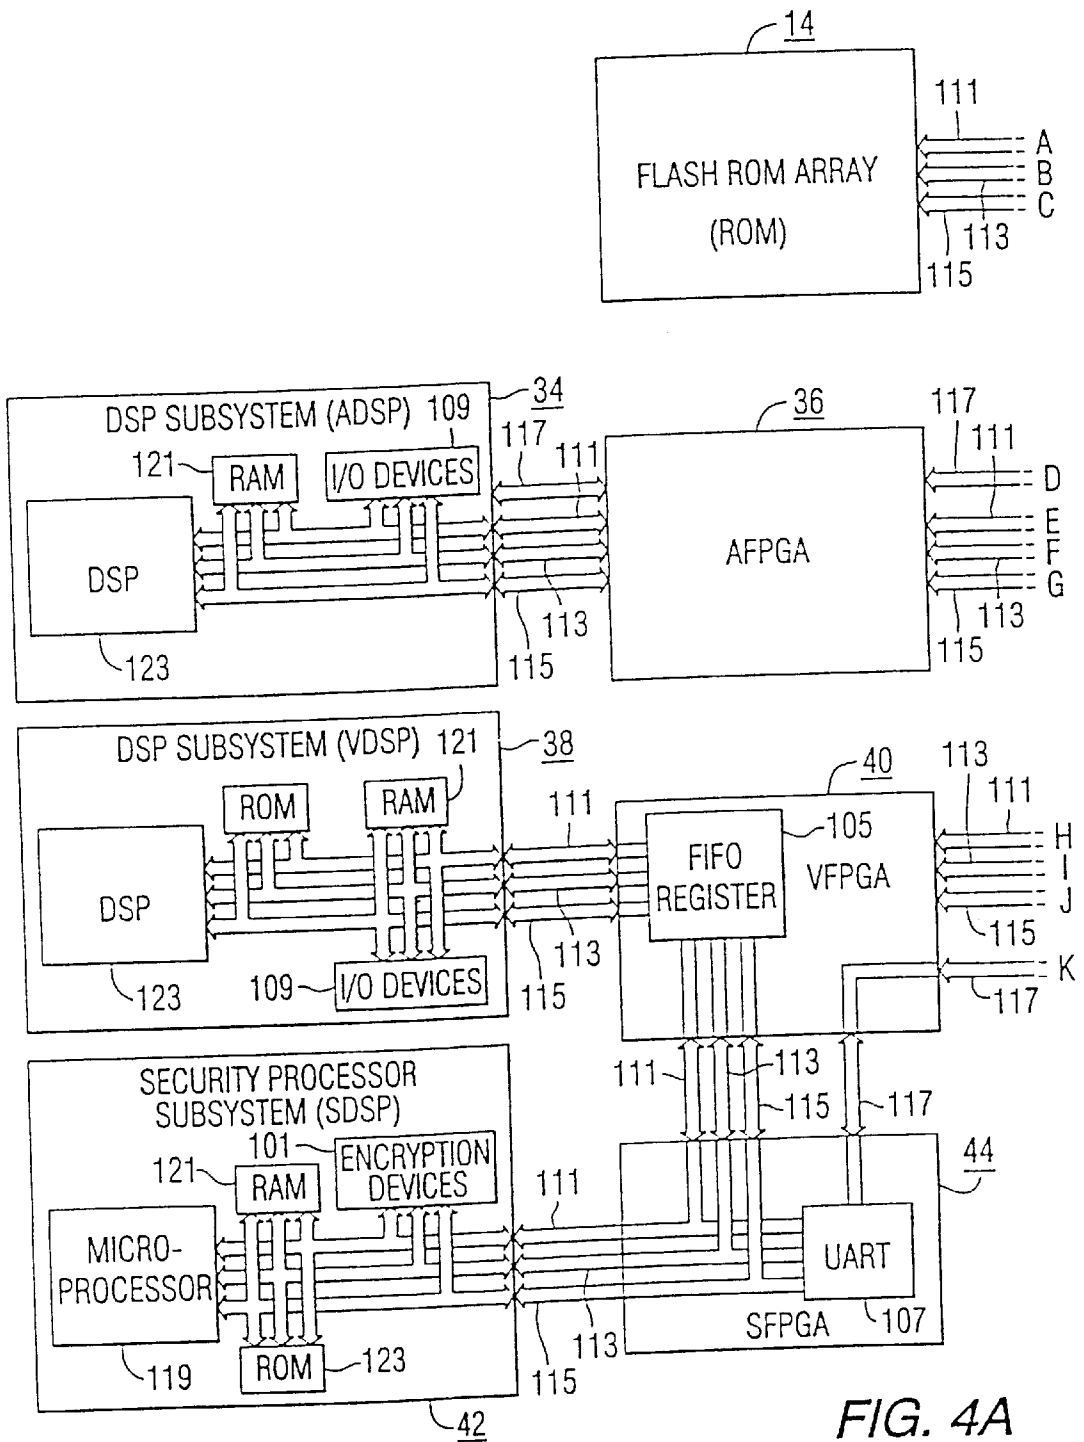 14
111
FLASH ROM ARRAY
(ROM)
A
B
C
113
115
34
DSP SUBSYSTEM (ADSP)
109
121
RAM
I/O DEVICES
117
111
DSP
123
113
115
36
AFPGA
117
111
D
E
F
G
113
115
DSP SUBSYSTEM (VDSP)
121
38
ROM
RAM
111
DSP
123
109
I/O DEVICES
113
115
40
105
FIFO
REGISTER
VFPGA
113
111
H
I
J
K
115
117
111
113
115
117
SECURITY PROCESSOR
SUBSYSTEM (SDSP)
101
121
RAM
ENCRYPTION
DEVICES
111
MICRO-
PROCESSOR
119
ROM
123
113
115
42
44
UART
107
SFPGA
FIG. 4A